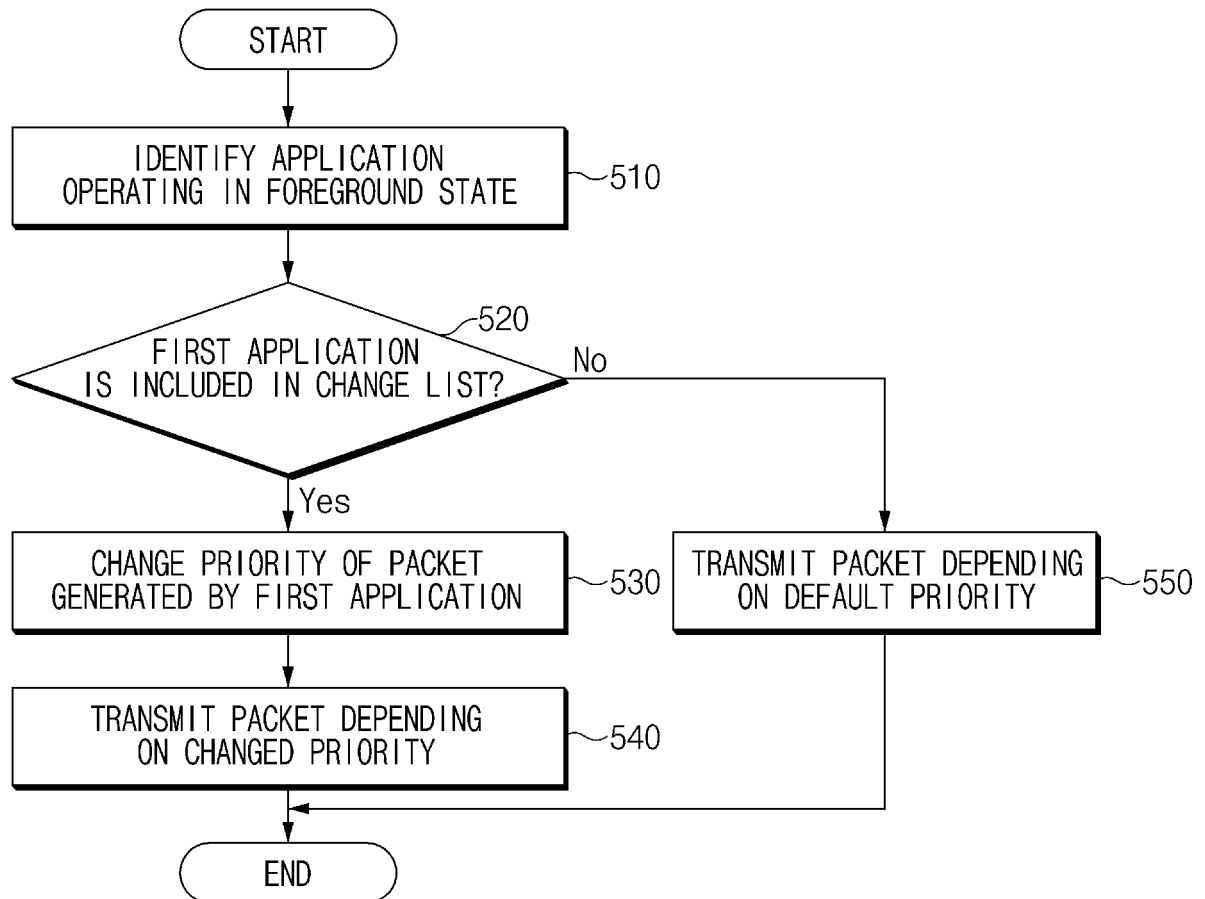 START
IDENTIFY APPLICATION
OPERATING IN FOREGROUND STATE
510
520
FIRST APPLICATION
IS INCLUDED IN CHANGE LIST?
No
Yes
CHANGE PRIORITY OF PACKET
GENERATED BY FIRST APPLICATION
530
TRANSMIT PACKET DEPENDING
ON DEFAULT PRIORITY
550
TRANSMIT PACKET DEPENDING
ON CHANGED PRIORITY
540
END